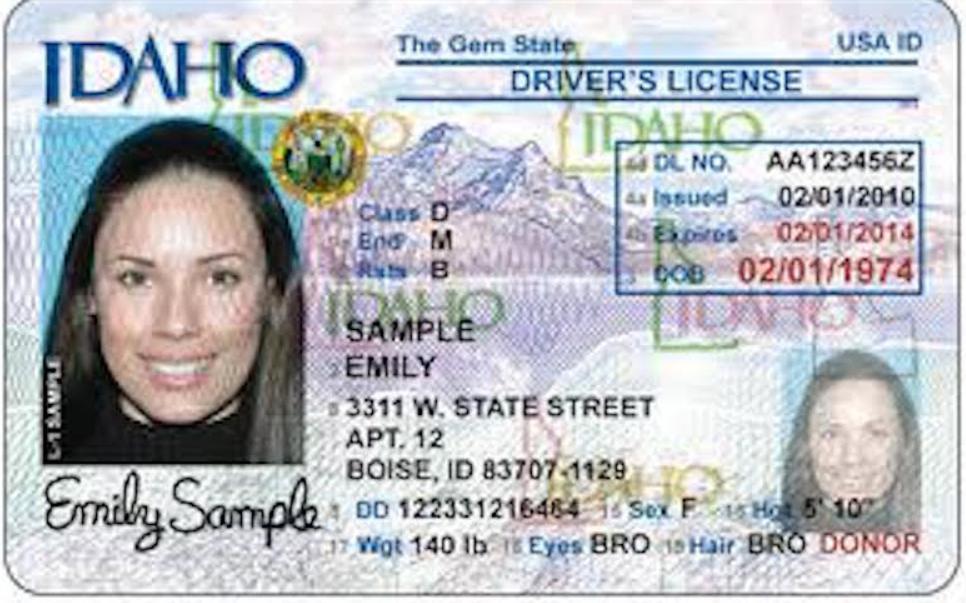 IDAHO
The Gem State USA ID
DRIVER'S LICENSE
IDAHO IDAHO
4d DL NO. AA123456Z
4a Issued 02/01/2010
4b Expires 02/01/2014
3 DOB 02/01/1974
Class D
End M
Rsts B
IDAHO IDAHO
SAMPLE
EMILY
8 3311 W. STATE STREET
APT. 12
BOISE, ID 83707-1129
IDAHO
DD 122331216464 15 Sex F 16 Hgt 5' 10"
17 Wgt 140 lb 18 Eyes BRO 19 Hair BRO DONOR
L-1 SAMPLE
Emily Sample